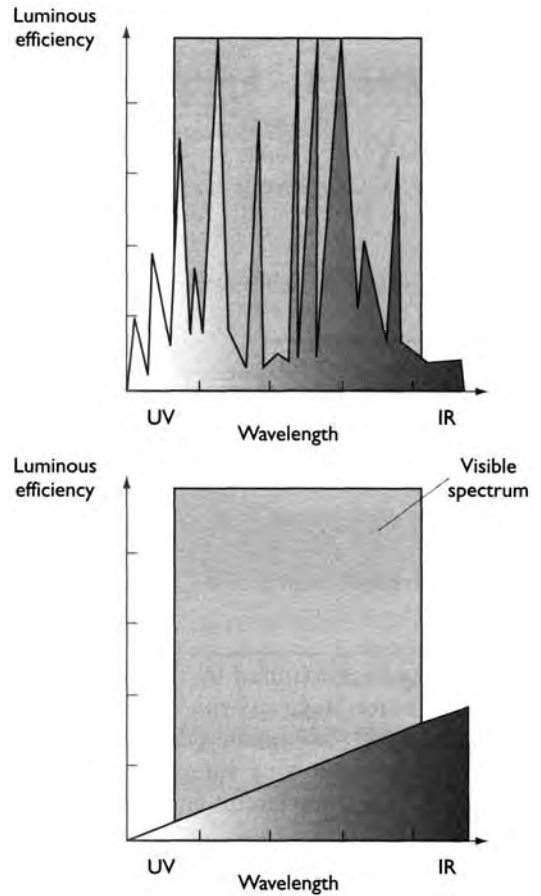 Luminous
efficiency
UV
IR
Wavelength
Luminous
efficiency
Visible
spectrum
UV
IR
Wavelength